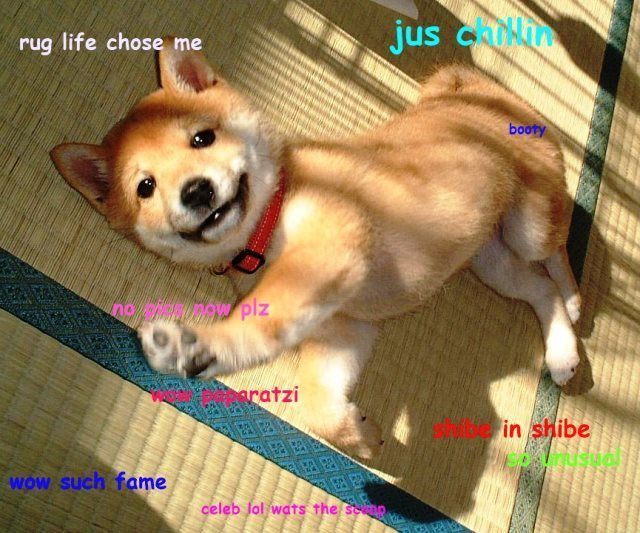 rug life chose me
jus chillin
booty
no pics now plz
wow paparatzi
shibe in shibe
so unusual
wow such fame
celeb lol wats the scoop